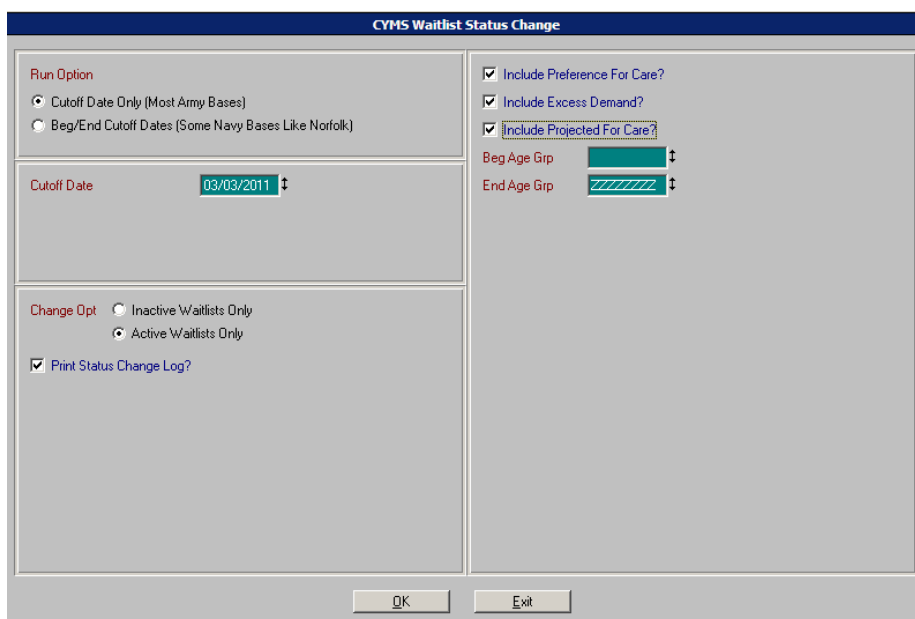 CYMS Waitlist Status Change
Run Option
Cutoff Date Only (Most Army Bases)
Beg/End Cutoff Dates (Some Navy Bases Like Norfolk)
Cutoff Date 03/03/2011
Change Opt Inactive Waitlists Only
Active Waitlists Only
Print Status Change Log?
Include Preference For Care?
Include Excess Demand?
Include Projected For Care?
Beg Age Grp
End Age Grp ZZZZZZZZZ
OK Exit